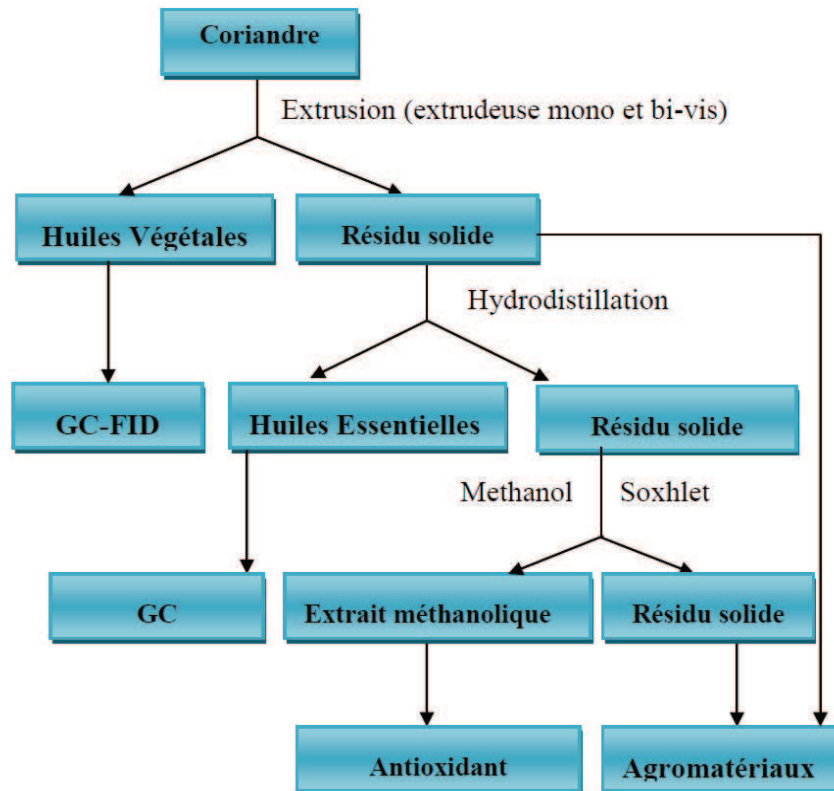 Coriandre
Extrusion (extrudeuse mono et bi-vis)
Huiles Végétales
Résidu solide
Hydrodistillation
GC-FID
Huiles Essentielles
Résidu solide
Methanol
Soxhlet
GC
Extrait méthanolique
Résidu solide
Antioxidant
Agromatériaux